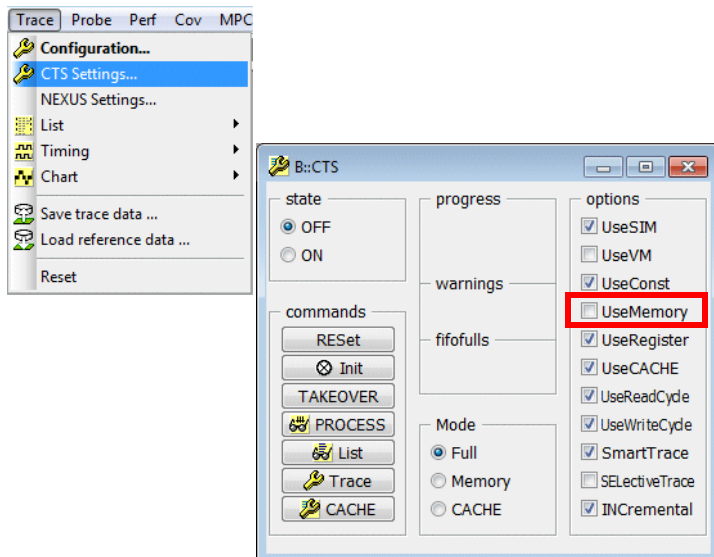 Trace Probe Perf Cov MPC
Configuration...
CTS Settings...
NEXUS Settings...
List
Timing
Chart
Save trace data ...
Load reference data ...
Reset
B::CTS
state
OFF
ON
commands
RESet
Init
TAKEOVER
PROCESS
List
Trace
CACHE
progress
warnings
fifofulls
Mode
Full
Memory
CACHE
options
UseSIM
UseVM
UseConst
UseMemory
UseRegister
UseCACHE
UseReadCycle
UseWriteCycle
SmartTrace
SELectiveTrace
INCremental